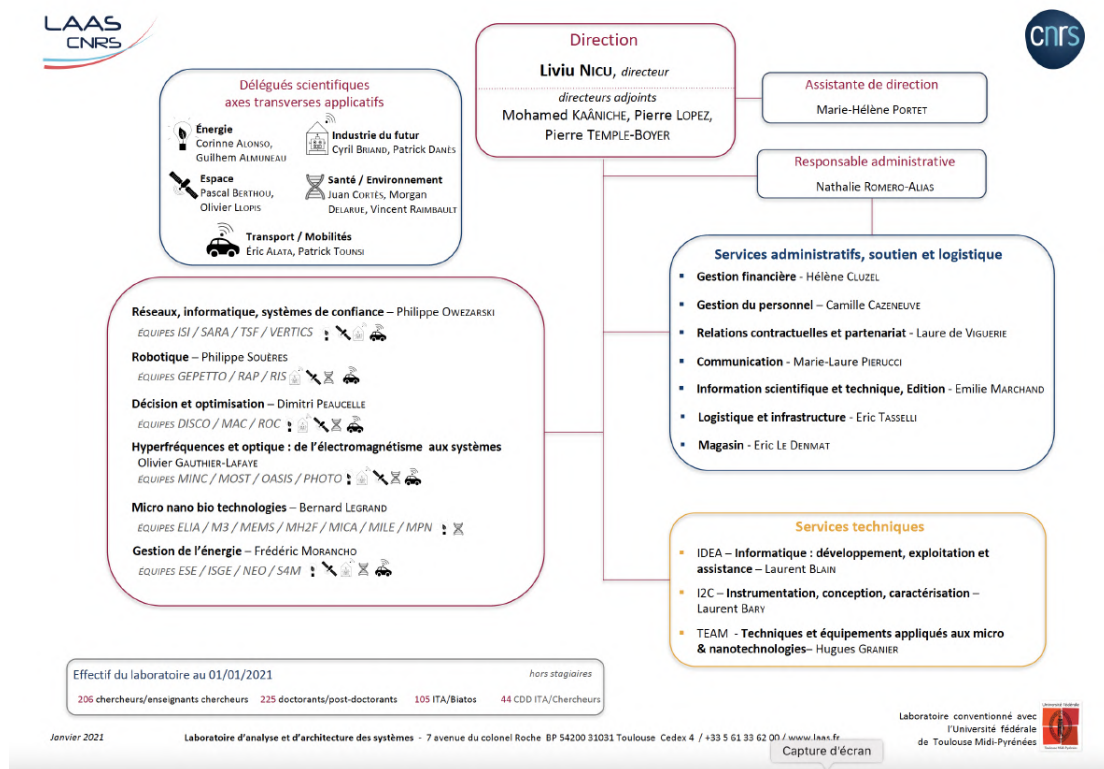 LAAS
CNRS
Direction
Liviu NICU, directeur
directeurs adjoints
Mohamed KAÂNICHE, Pierre LOPEZ,
Pierre TEMPLE-BOYER
cnrs
Assistante de direction
Marie-Hélène PORTET
Responsable administrative
Nathalie ROMERO-ALIAS
Délégués scientifiques
axes transverses applicatifs
Énergie
Corinne ALONSO,
Guilhem ALMUNEAU
Industrie du futur
Cyril BRIAND, Patrick DANÈS
Espace
Pascal BERTHOU,
Olivier LLOPIS
Santé / Environnement
Juan CORTÈS, Morgan
DELARUE, Vincent RAIMBAULT
Transport / Mobilités
Éric ALATA, Patrick TOUNSI
Services administratifs, soutien et logistique
Gestion financière - Hélène CLUZEL
Gestion du personnel – Camille CAZENEUVE
Relations contractuelles et partenariat - Laure de VIGUERIE
Communication - Marie-Laure PIERUCCI
Information scientifique et technique, Edition - Emilie MARCHAND
Logistique et infrastructure - Eric TASSELLI
Magasin - Eric LE DENMAT
Réseaux, informatique, systèmes de confiance – Philippe OWEZARSKI
ÉQUIPES ISI / SARA / TSF / VERTICS
Robotique – Philippe SOUÈRES
ÉQUIPES GEPETTO / RAP / RIS
Décision et optimisation – Dimitri PEAUCELLE
ÉQUIPES DISCO / MAC / ROC
Hyperfréquences et optique : de l'électromagnétisme aux systèmes
Olivier GAUTHIER-LAFAYE
ÉQUIPES MINC / MOST / OASIS / PHOTO
Micro nano bio technologies – Bernard LEGRAND
ÉQUIPES ELIA / M3 / MEMS / MH2F / MICA / MILE / MPN
Gestion de l'énergie – Frédéric MORANCHO
ÉQUIPES ESE / ISGE / NEO / S4M
Services techniques
IDEA – Informatique : développement, exploitation et
assistance – Laurent BLAIN
I2C – Instrumentation, conception, caractérisation –
Laurent BARY
TEAM - Techniques et équipements appliqués aux micro
& nanotechnologies– Hugues GRANIER
Effectif du laboratoire au 01/01/2021
hors stagiaires
206 chercheurs/enseignants chercheurs 225 doctorants/post-doctorants 105 ITA/Biatos 44 CDD ITA/Chercheurs
Laboratoire conventionné avec
l'Université fédérale
de Toulouse Midi-Pyrénées
Janvier 2021
Laboratoire d'analyse et d'architecture des systèmes - 7 avenue du colonel Roche BP 54200 31031 Toulouse Cedex 4 / +33 5 61 33 62 00 / www.laas.fr
Capture d'écran